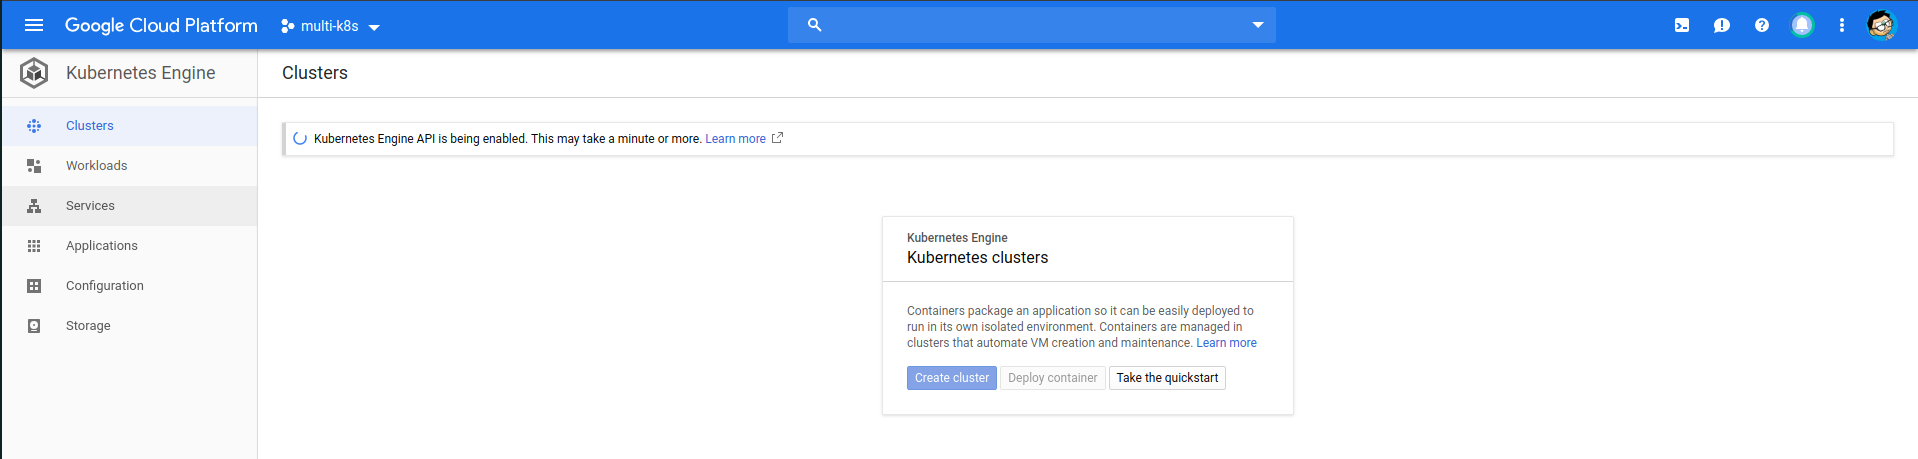 Google Cloud Platform
multi-k8s
Kubernetes Engine
Clusters
Workloads
Services
Applications
Configuration
Storage
Clusters
Kubernetes Engine API is being enabled. This may take a minute or more. Learn more
Kubernetes Engine
Kubernetes clusters
Containers package an application so it can be easily deployed to
run in its own isolated environment. Containers are managed in
clusters that automate VM creation and maintenance. Learn more
Create cluster
Deploy container
Take the quickstart